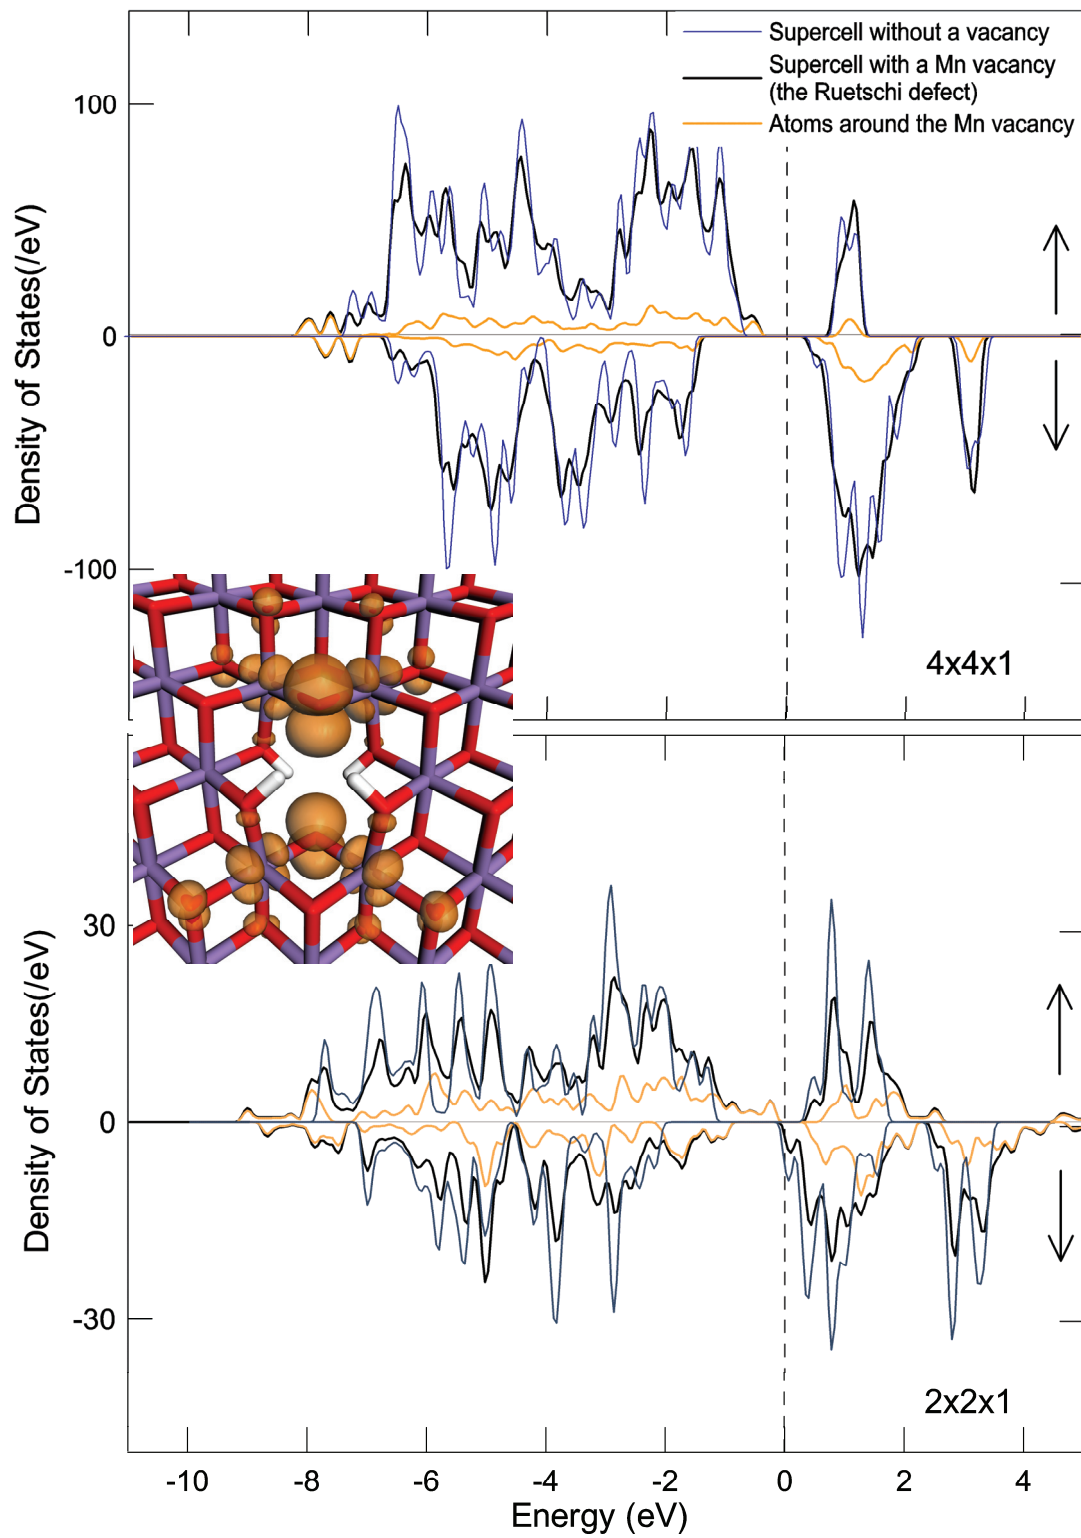 Supercell without a vacancy
Supercell with a Mn vacancy
(the Ruetschi defect)
Atoms around the Mn vacancy
100
0
-100
Density of States(/eV)
4x4x1
30
0
-30
Density of States(/eV)
2x2x1
-10 -8 -6 -4 -2 0 2 4
Energy (eV)